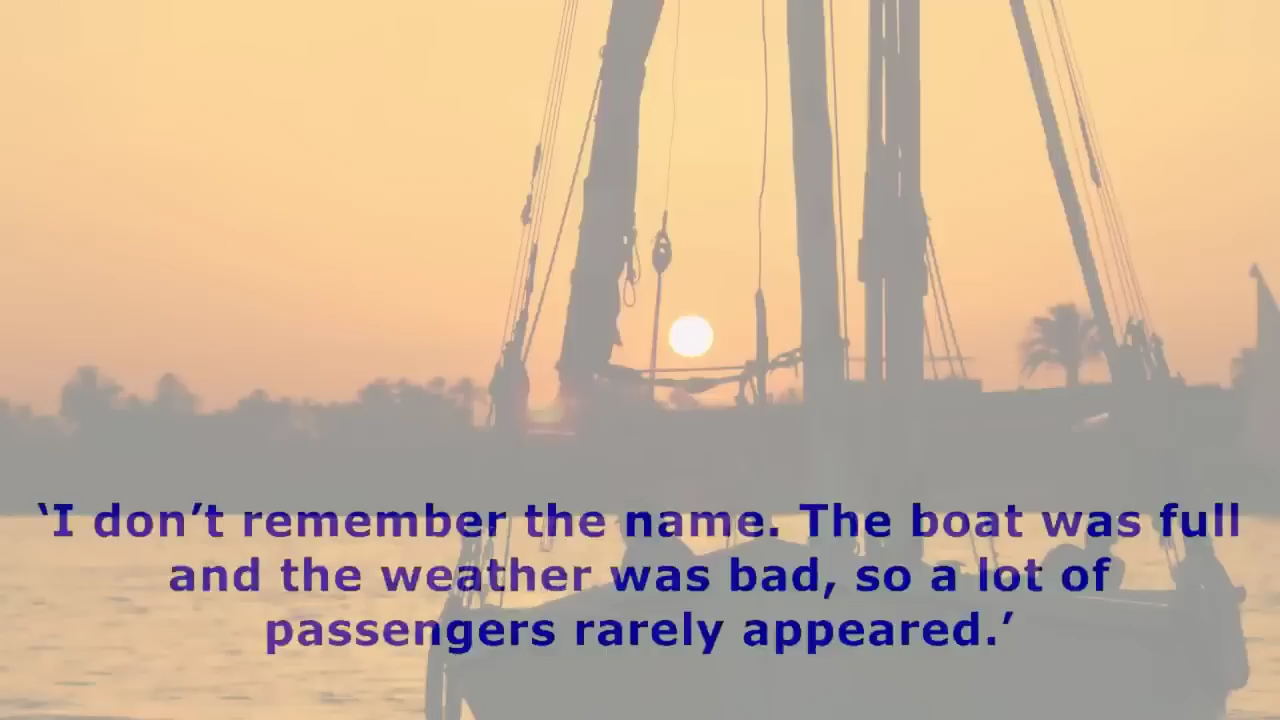 ‘I don’t remember the name. The boat was full
and the weather was bad, so a lot of
passengers rarely appeared.’